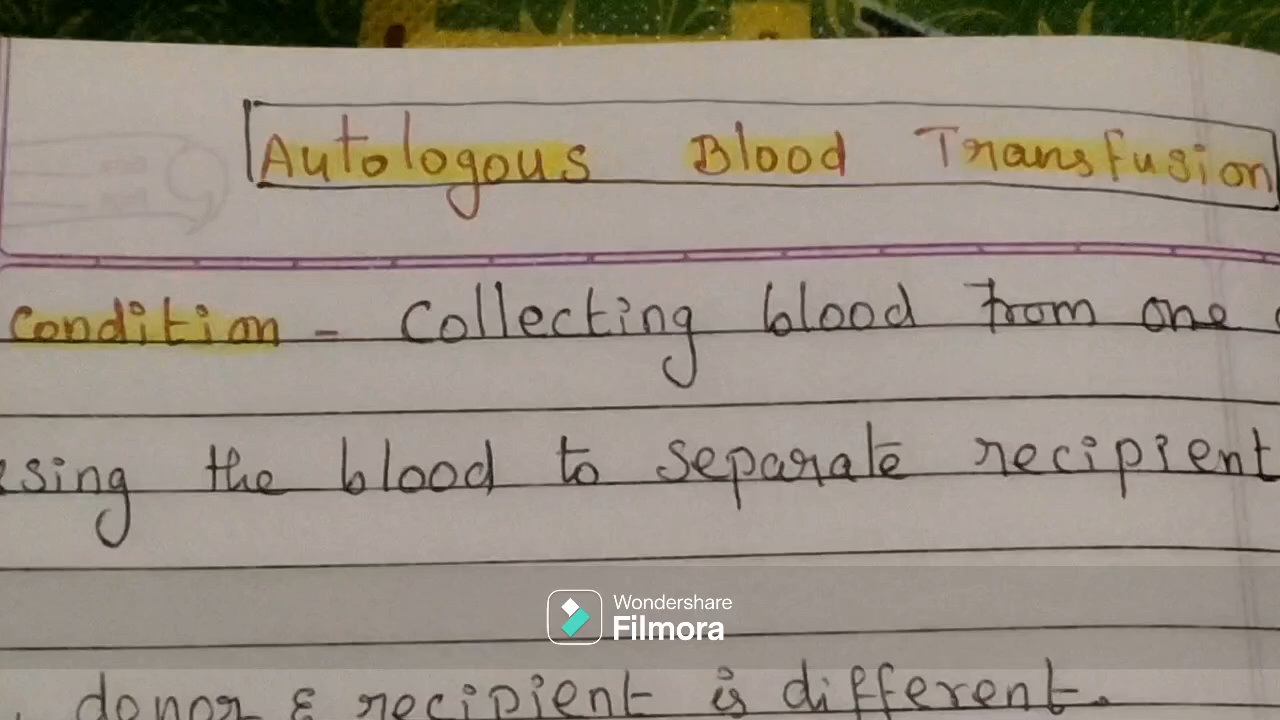 Autologous Blood Transfusion
condition - Collecting blood from one
the blood to separate recipient
Wondershare
Filmora
donor & recipient is different.